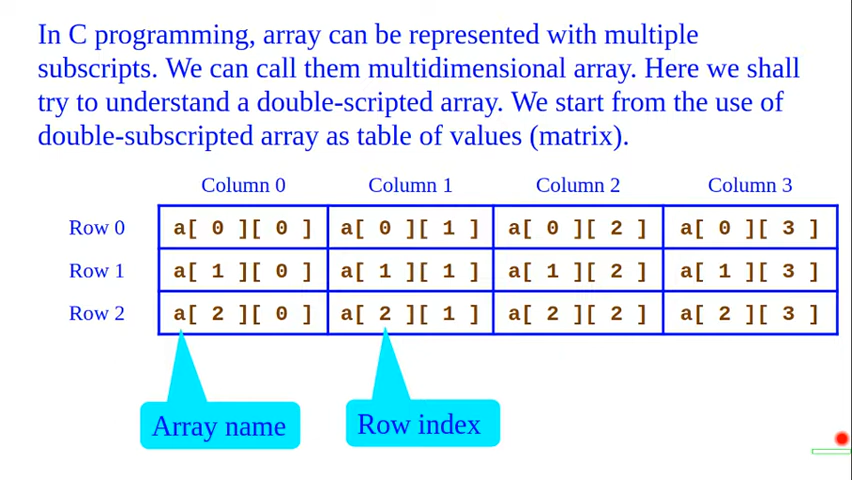 In C programming, array can be represented with multiple
subscripts. We can call them multidimensional array. Here we shall
try to understand a double-scripted array. We start from the use of
double-subscripted array as table of values (matrix).
Column 0 Column 1 Column 2 Column 3
Row 0 a[ 0 ][ 0 ] a[ 0 ][ 1 ] a[ 0 ][ 2 ] a[ 0 ][ 3 ]
Row 1 a[ 1 ][ 0 ] a[ 1 ][ 1 ] a[ 1 ][ 2 ] a[ 1 ][ 3 ]
Row 2 a[ 2 ][ 0 ] a[ 2 ][ 1 ] a[ 2 ][ 2 ] a[ 2 ][ 3 ]
Array name Row index